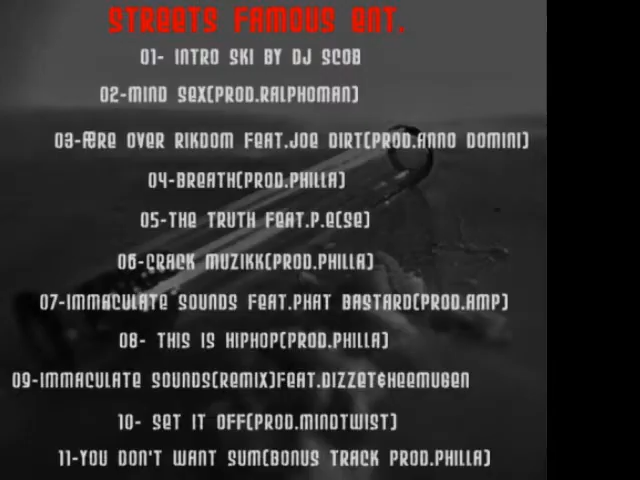 STREETS FAMOUS ENT.
01- INTRO SKI BY DJ SCOB
02-MIND SEX(PROD.RALPHOMAN)
03-ÆRE OVER RIKDOM FEAT.JOE DIRT(PROD.ANNO DOMINI)
04-BREATH(PROD.PHILLA)
05-THE TRUTH FEAT.P.E(SE)
06-CRACK MUZIKK(PROD.PHILLA)
07-IMMACULATE SOUNDS FEAT.PHAT BASTARD(PROD.AMP)
08- THIS IS HIPHOP(PROD.PHILLA)
09-IMMACULATE SOUNDS(REMIX)FEAT.DIZZET$HEEMUGEN
10- SET IT OFF(PROD.MINDTWIST)
11-YOU DON'T WANT SUM(BONUS TRACK PROD.PHILLA)